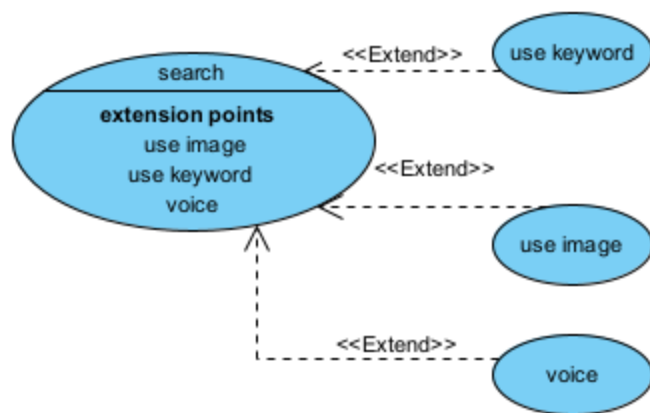 search
extension points
use image
use keyword
voice
<<Extend>>
use keyword
<<Extend>>
use image
<<Extend>>
voice